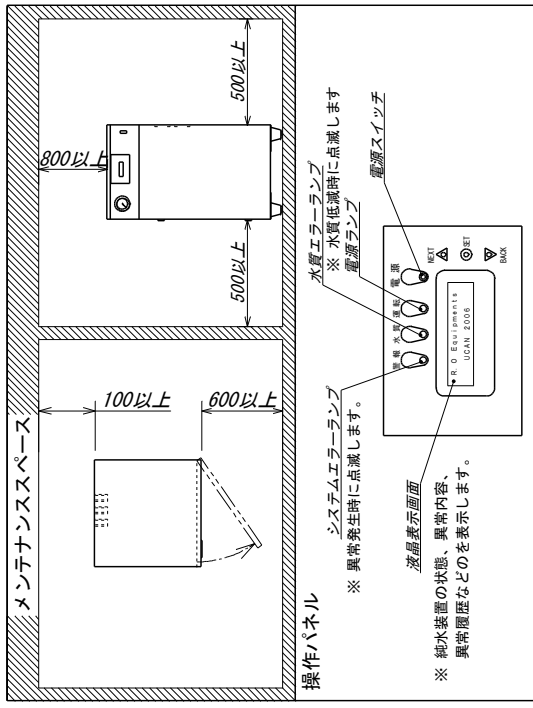 メンテナンススペース
100以上
600以上
800以上
500以上
500以上
操作パネル
システムエラーランプ
※ 異常発生時に点滅します。
水質エラーランプ
※ 水質低減時に点滅します
電源ランプ
電源スイッチ
液晶表示画面
※ 純水装置の状態、異常内容、
異常履歴などのを表示します。
警報 水質 運転 電源
R.O Equipments
UCAN 2006
NEXT
SET
BACK